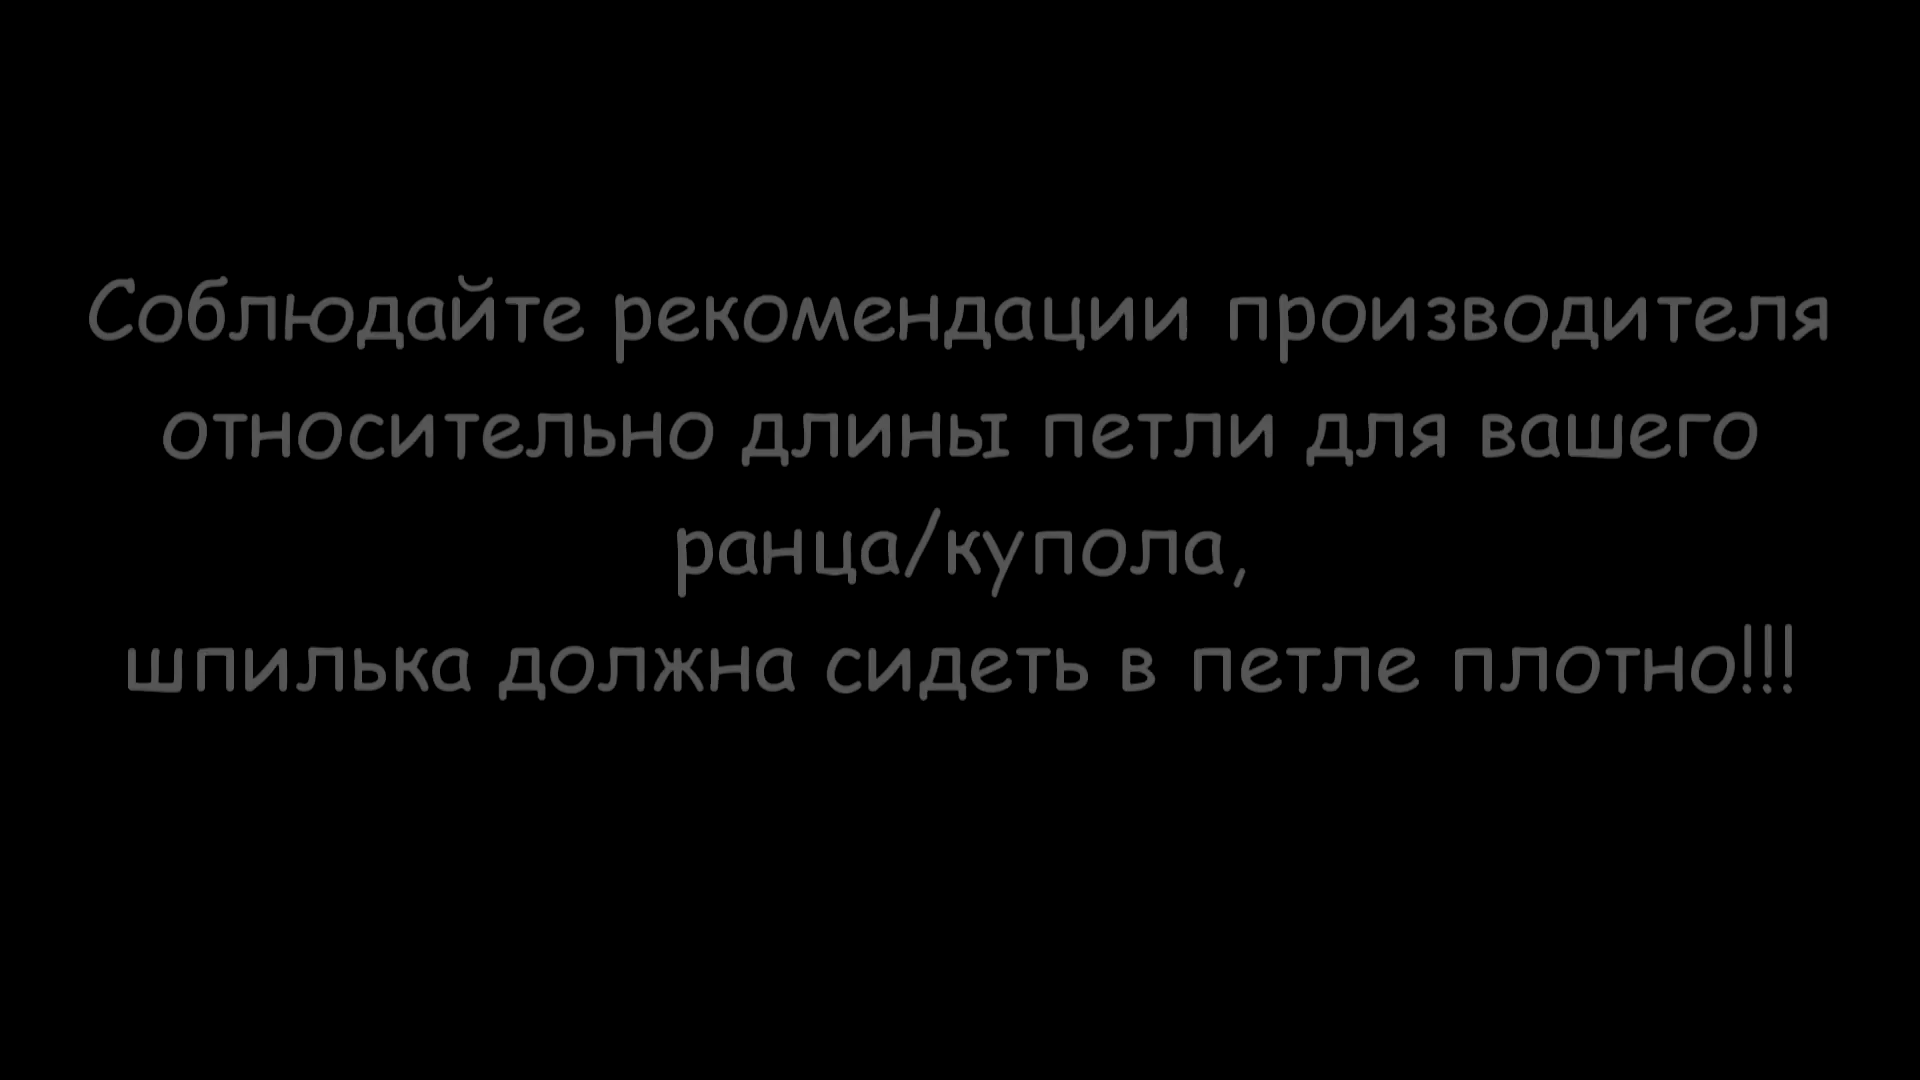 Соблюдайте рекомендации производителя
относительно длины петли для вашего
ранца/купола,
шпилька должна сидеть в петле плотно!!!